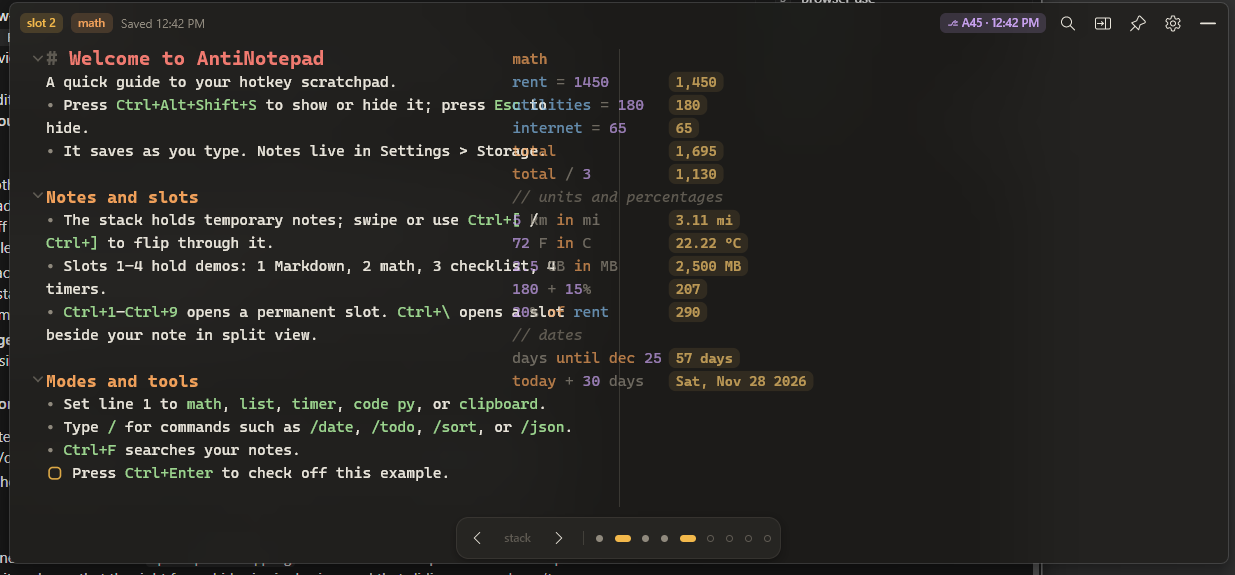 slot 2 math Saved 12:42 PM
A45 · 12:42 PM
# Welcome to AntiNotepad
A quick guide to your hotkey scratchpad.
• Press Ctrl+Alt+Shift+S to show or hide it; press Esc to
hide.
• It saves as you type. Notes live in Settings > Storage.
Notes and slots
• The stack holds temporary notes; swipe or use Ctrl+[ /
Ctrl+] to flip through it.
• Slots 1–4 hold demos: 1 Markdown, 2 math, 3 checklist, 4
timers.
• Ctrl+1–Ctrl+9 opens a permanent slot. Ctrl+\ opens a slot
beside your note in split view.
Modes and tools
• Set line 1 to math, list, timer, code py, or clipboard.
• Type / for commands such as /date, /todo, /sort, or /json.
• Ctrl+F searches your notes.
Press Ctrl+Enter to check off this example.
math
rent = 1450 1,450
utilities = 180 180
internet = 65 65
total 1,695
total / 3 1,130
// units and percentages
5 km in mi 3.11 mi
72 F in C 22.22 °C
2.5 GB in MB 2,500 MB
180 + 15% 207
20% of rent 290
// dates
days until dec 25 57 days
today + 30 days Sat, Nov 28 2026
stack